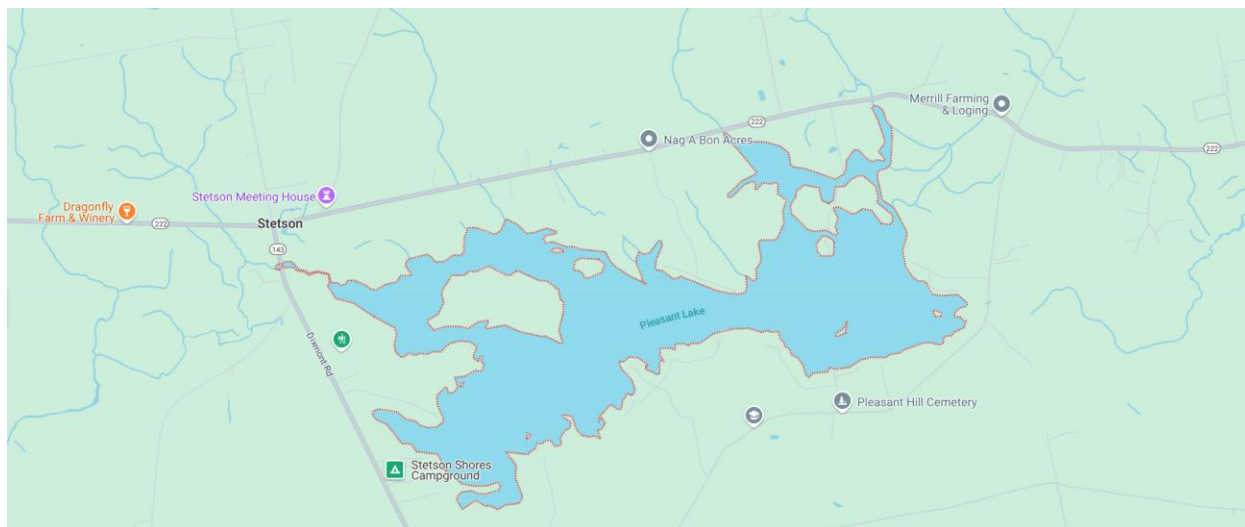 Merrill Farming
& Loging
222
Nag A Bon Acres
222
Stetson Meeting House
Dragonfly
Farm & Winery
222
Stetson
143
Pleasant Lake
Dixmont Rd
Pleasant Hill Cemetery
Stetson Shores
Campground